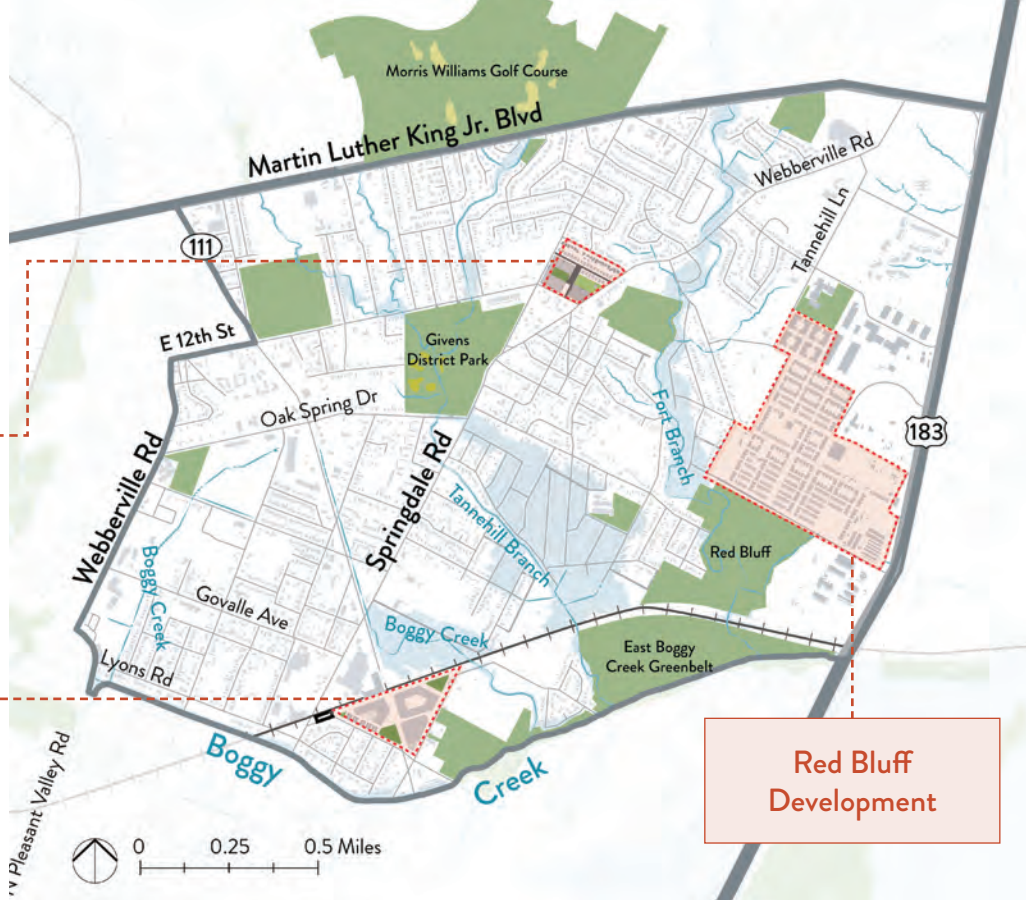 Morris Williams Golf Course
Martin Luther King Jr. Blvd
Webberville Rd
Tannehill Ln
111
E 12th St
Givens
District Park
Oak Spring Dr
Fort Branch
183
Webberville Rd
Springdale Rd
Tannehill Branch
Red Bluff
Boggy Creek
Govalle Ave
Boggy Creek
East Boggy
Creek Greenbelt
Lyons Rd
Boggy
Creek
N Pleasant Valley Rd
Red Bluff
Development
0 0.25 0.5 Miles